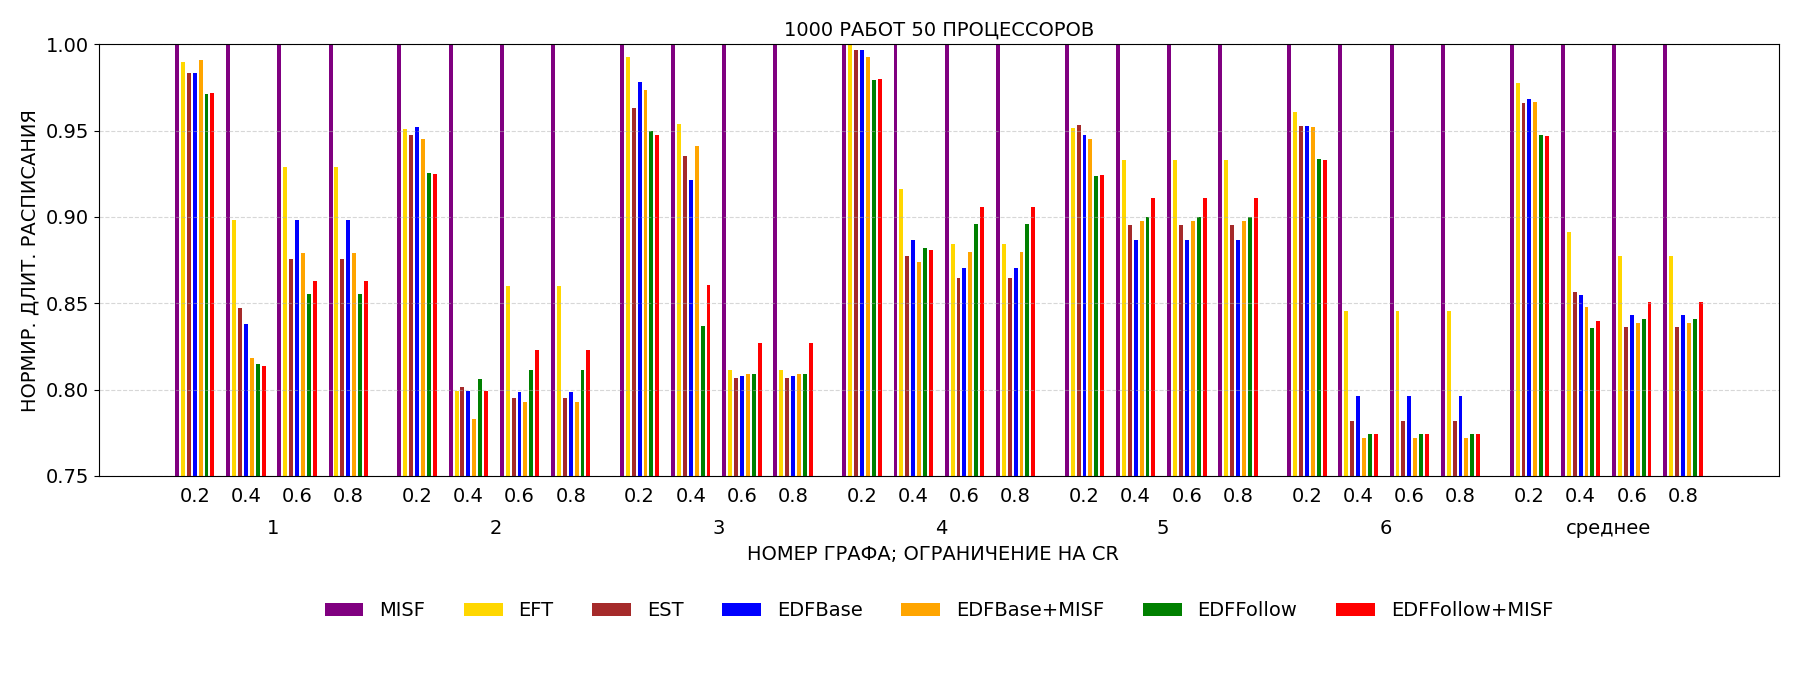 1000 РАБОТ 50 ПРОЦЕССОРОВ
НОРМИР. ДЛИТ. РАСПИСАНИЯ
1.00
0.95
0.90
0.85
0.80
0.75
0.2 0.4 0.6 0.8 0.2 0.4 0.6 0.8 0.2 0.4 0.6 0.8 0.2 0.4 0.6 0.8 0.2 0.4 0.6 0.8 0.2 0.4 0.6 0.8 0.2 0.4 0.6 0.8
1 2 3 4 5 6 среднее
НОМЕР ГРАФА; ОГРАНИЧЕНИЕ НА CR
MISF EFT EST EDFBase EDFBase+MISF EDFFollow EDFFollow+MISF